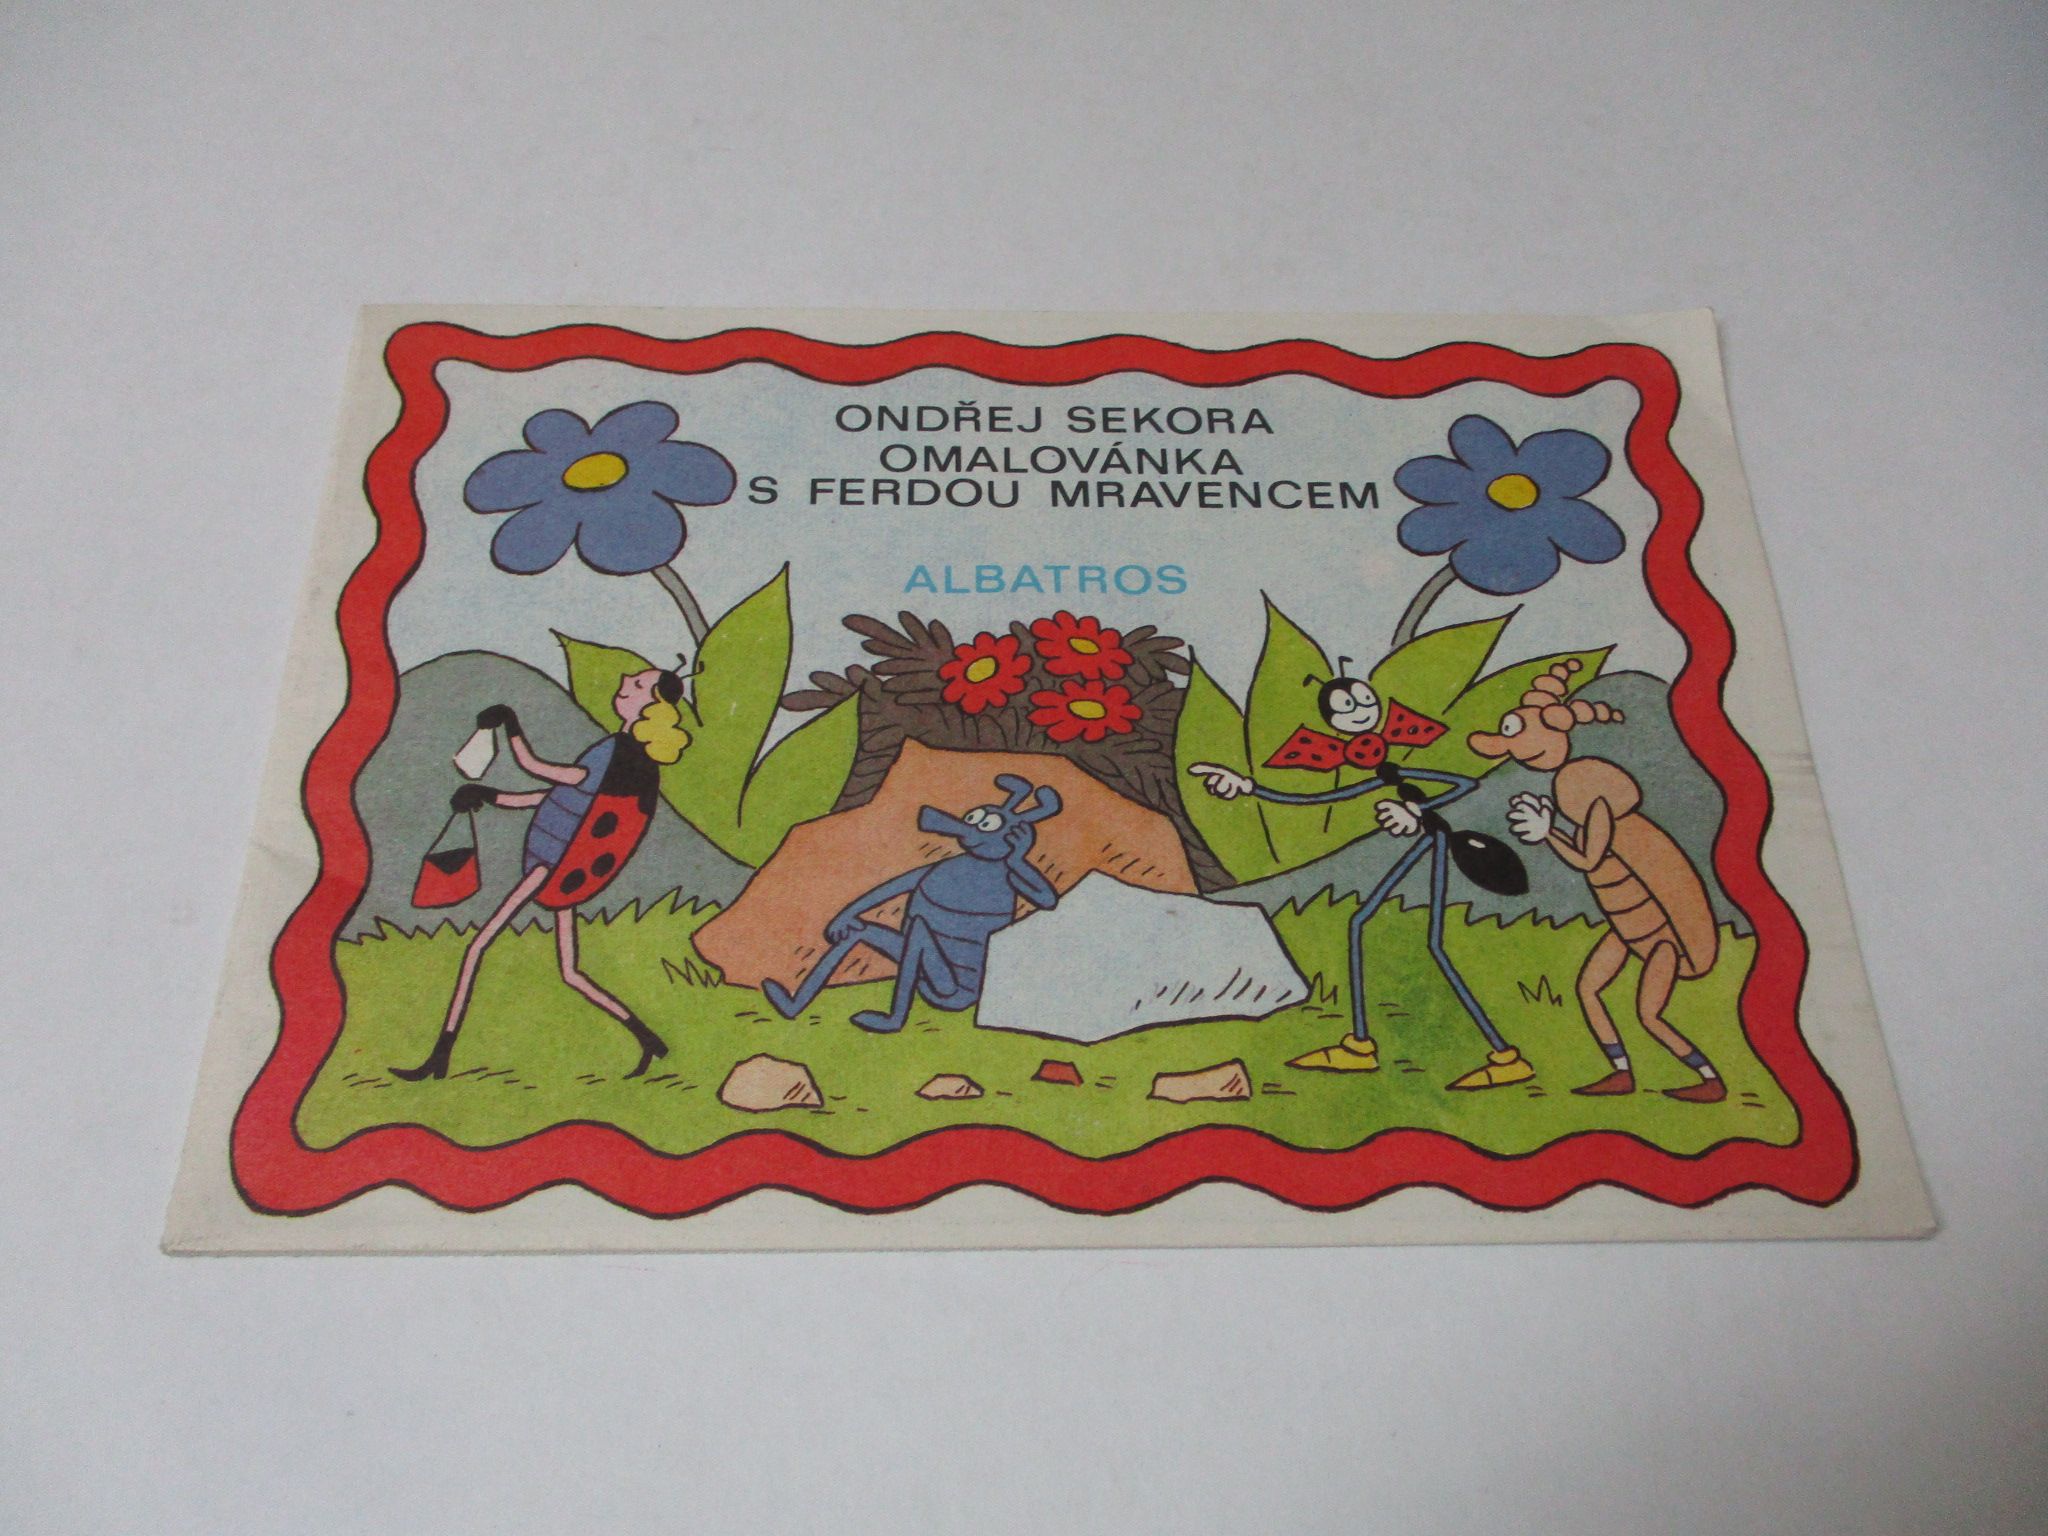 ONDŘEJ SEKORA
OMALOVÁNKA
S FERDOU MRAVENCEM
ALBATROS